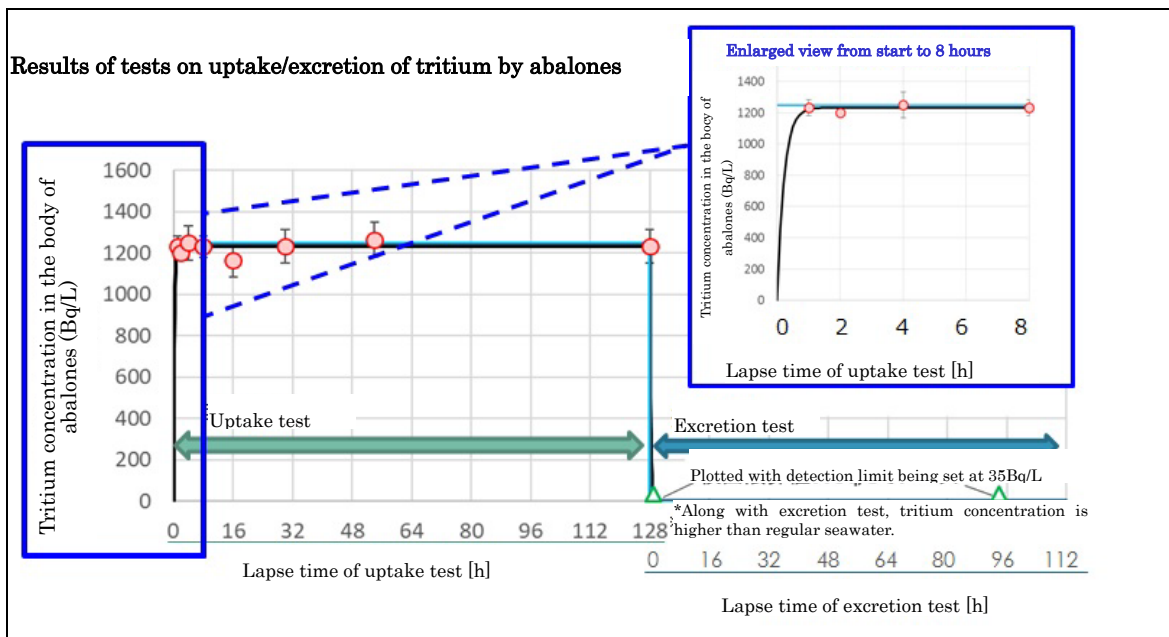 Results of tests on uptake/excretion of tritium by abalones
Enlarged view from start to 8 hours
Tritium concentration in the bocy of
abalones (Bq/L)
1400
1200
1000
800
600
400
200
0
0 2 4 6 8
Lapse time of uptake test [h]
Tritium concentration in the body of
abalones (Bq/L)
1600
1400
1200
1000
800
600
400
200
0
Uptake test
Excretion test
Plotted with detection limit being set at 35Bq/L
*Along with excretion test, tritium concentration is
higher than regular seawater.
0 16 32 48 64 80 96 112 128
Lapse time of uptake test [h]
0 16 32 48 64 80 96 112
Lapse time of excretion test [h]